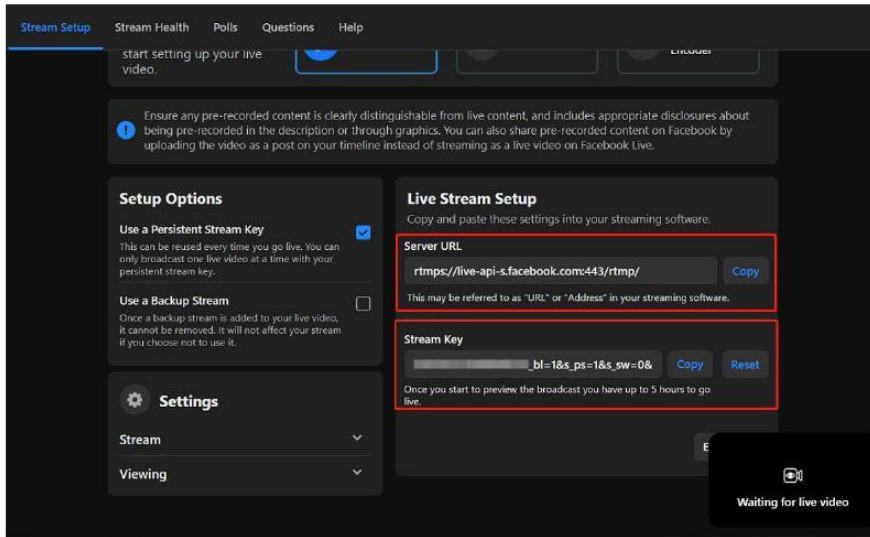 Stream Setup
Stream Health
Polls
Questions
Help
start setting up your live
video.
Encoder
Ensure any pre-recorded content is clearly distinguishable from live content, and includes appropriate disclosures about
being pre-recorded in the description or through graphics. You can also share pre-recorded content on Facebook by
uploading the video as a post on your timeline instead of streaming as a live video on Facebook Live.
Setup Options
Use a Persistent Stream Key
This can be reused every time you go live. You can
only broadcast one live video at a time with your
persistent stream key.
Use a Backup Stream
Once a backup stream is added to your live video,
it cannot be removed. It will not affect your stream
if you choose not to use it.
Settings
Stream
Viewing
Live Stream Setup
Copy and paste these settings into your streaming software.
Server URL
rtmps://live-api-s.facebook.com:443/rtmp/
Copy
This may be referred to as "URL" or "Address" in your streaming software.
Stream Key
_bl=1&s_ps=1&s_sw=0&
Copy
Reset
Once you start to preview the broadcast you have up to 5 hours to go
live.
Waiting for live video